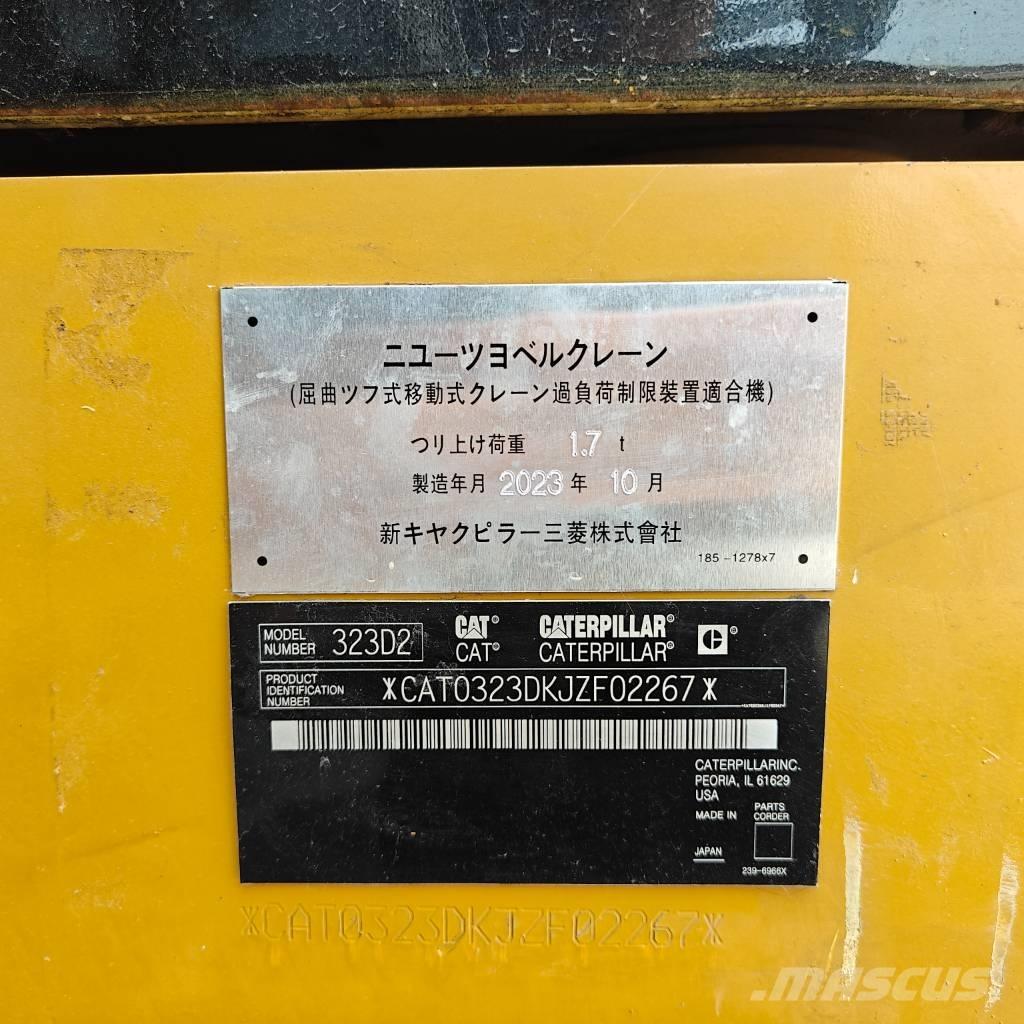 ニユーツヨベルクレーン
(屈曲ツフ式移動式クレーン過負荷制限装置適合機)
つり上げ荷重 1.7 t
製造年月 2023 年 10 月
新キヤクピラー三菱株式會社
185 -1278x7
MODEL NUMBER 323D2
CAT® CATERPILLAR®
CAT® CATERPILLAR®
PRODUCT IDENTIFICATION NUMBER *CAT0323DKJZF02267*
CATERPILLARINC.
PEORIA, IL 61629
USA
MADE IN
JAPAN
PARTS
CORDER
239-6966X
*CAT0323DKJZF02267*
MASCUS